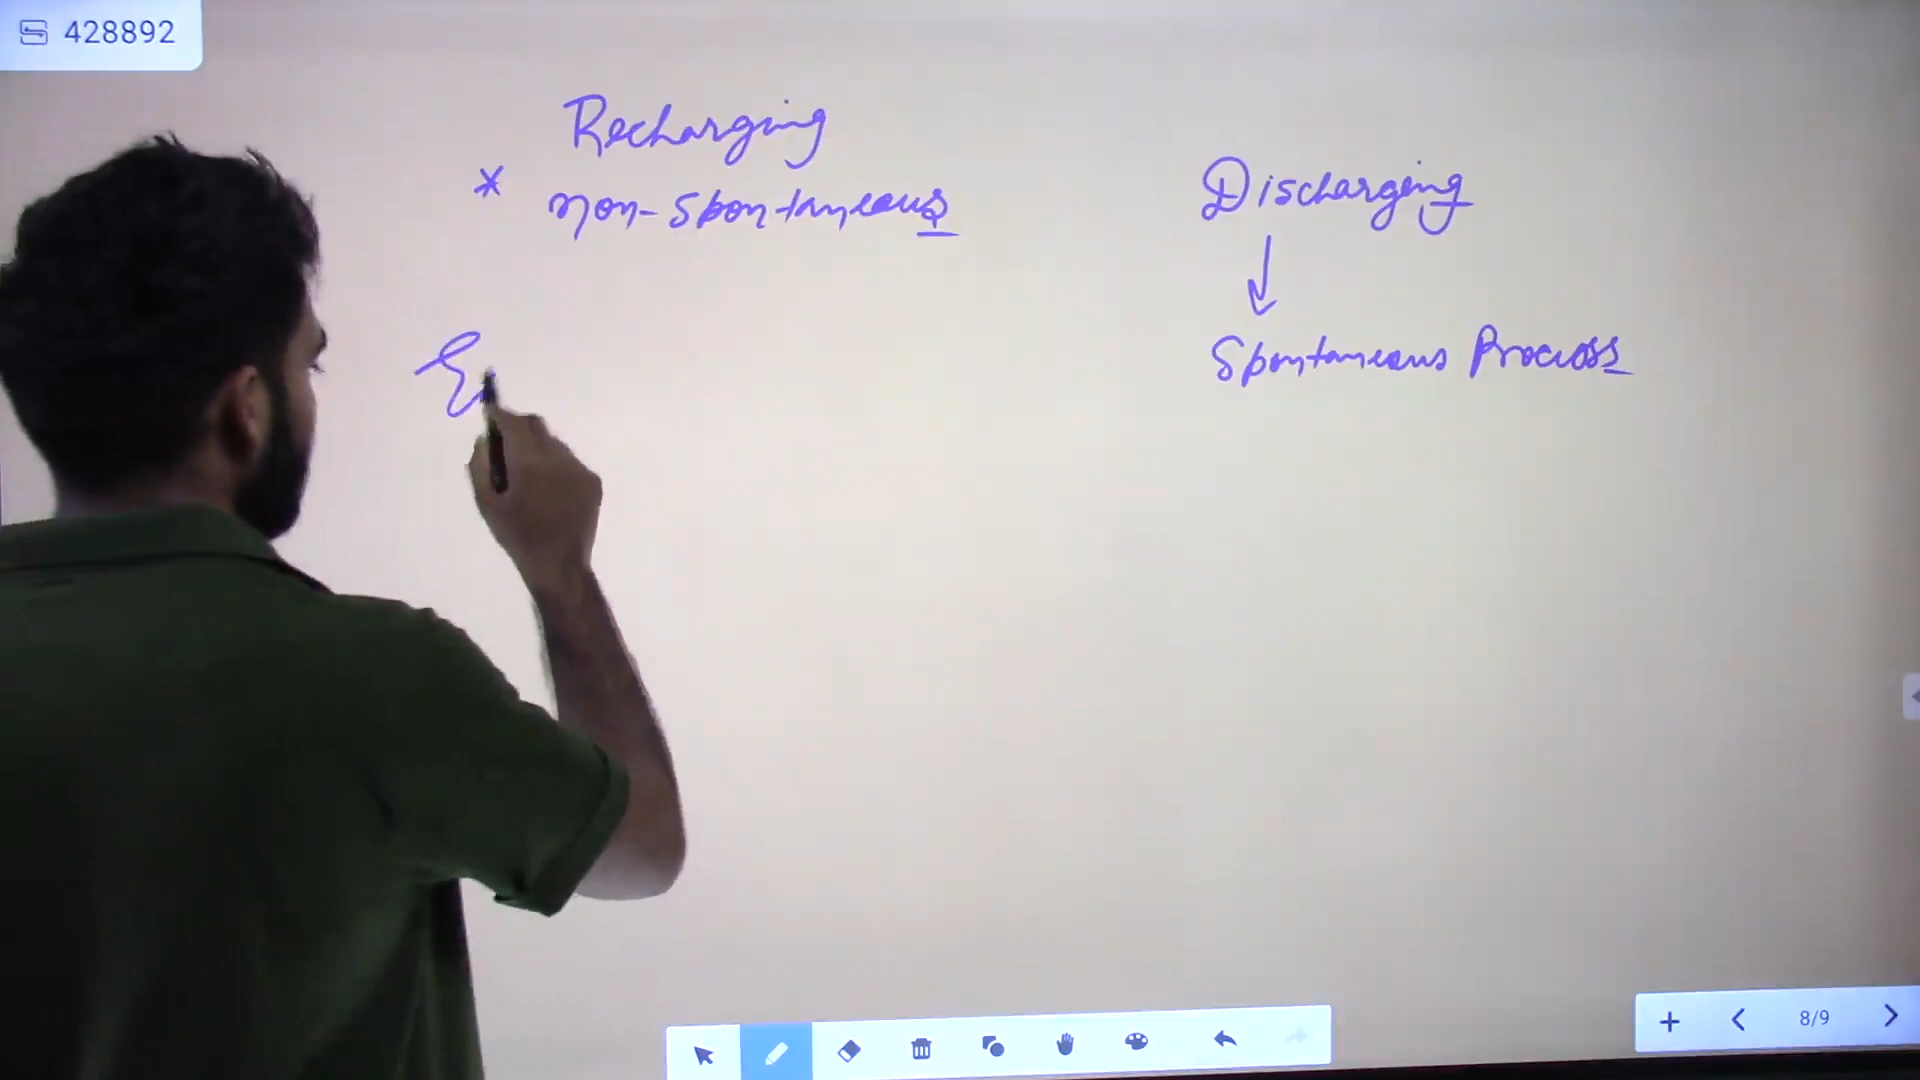 428892
Recharging
* non-spontaneous
Discharging
↓
Spontaneous Process
8/9